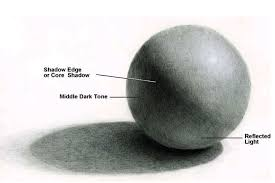 Shadow Edge
or Core Shadow
Middle Dark Tone
Reflected
Light